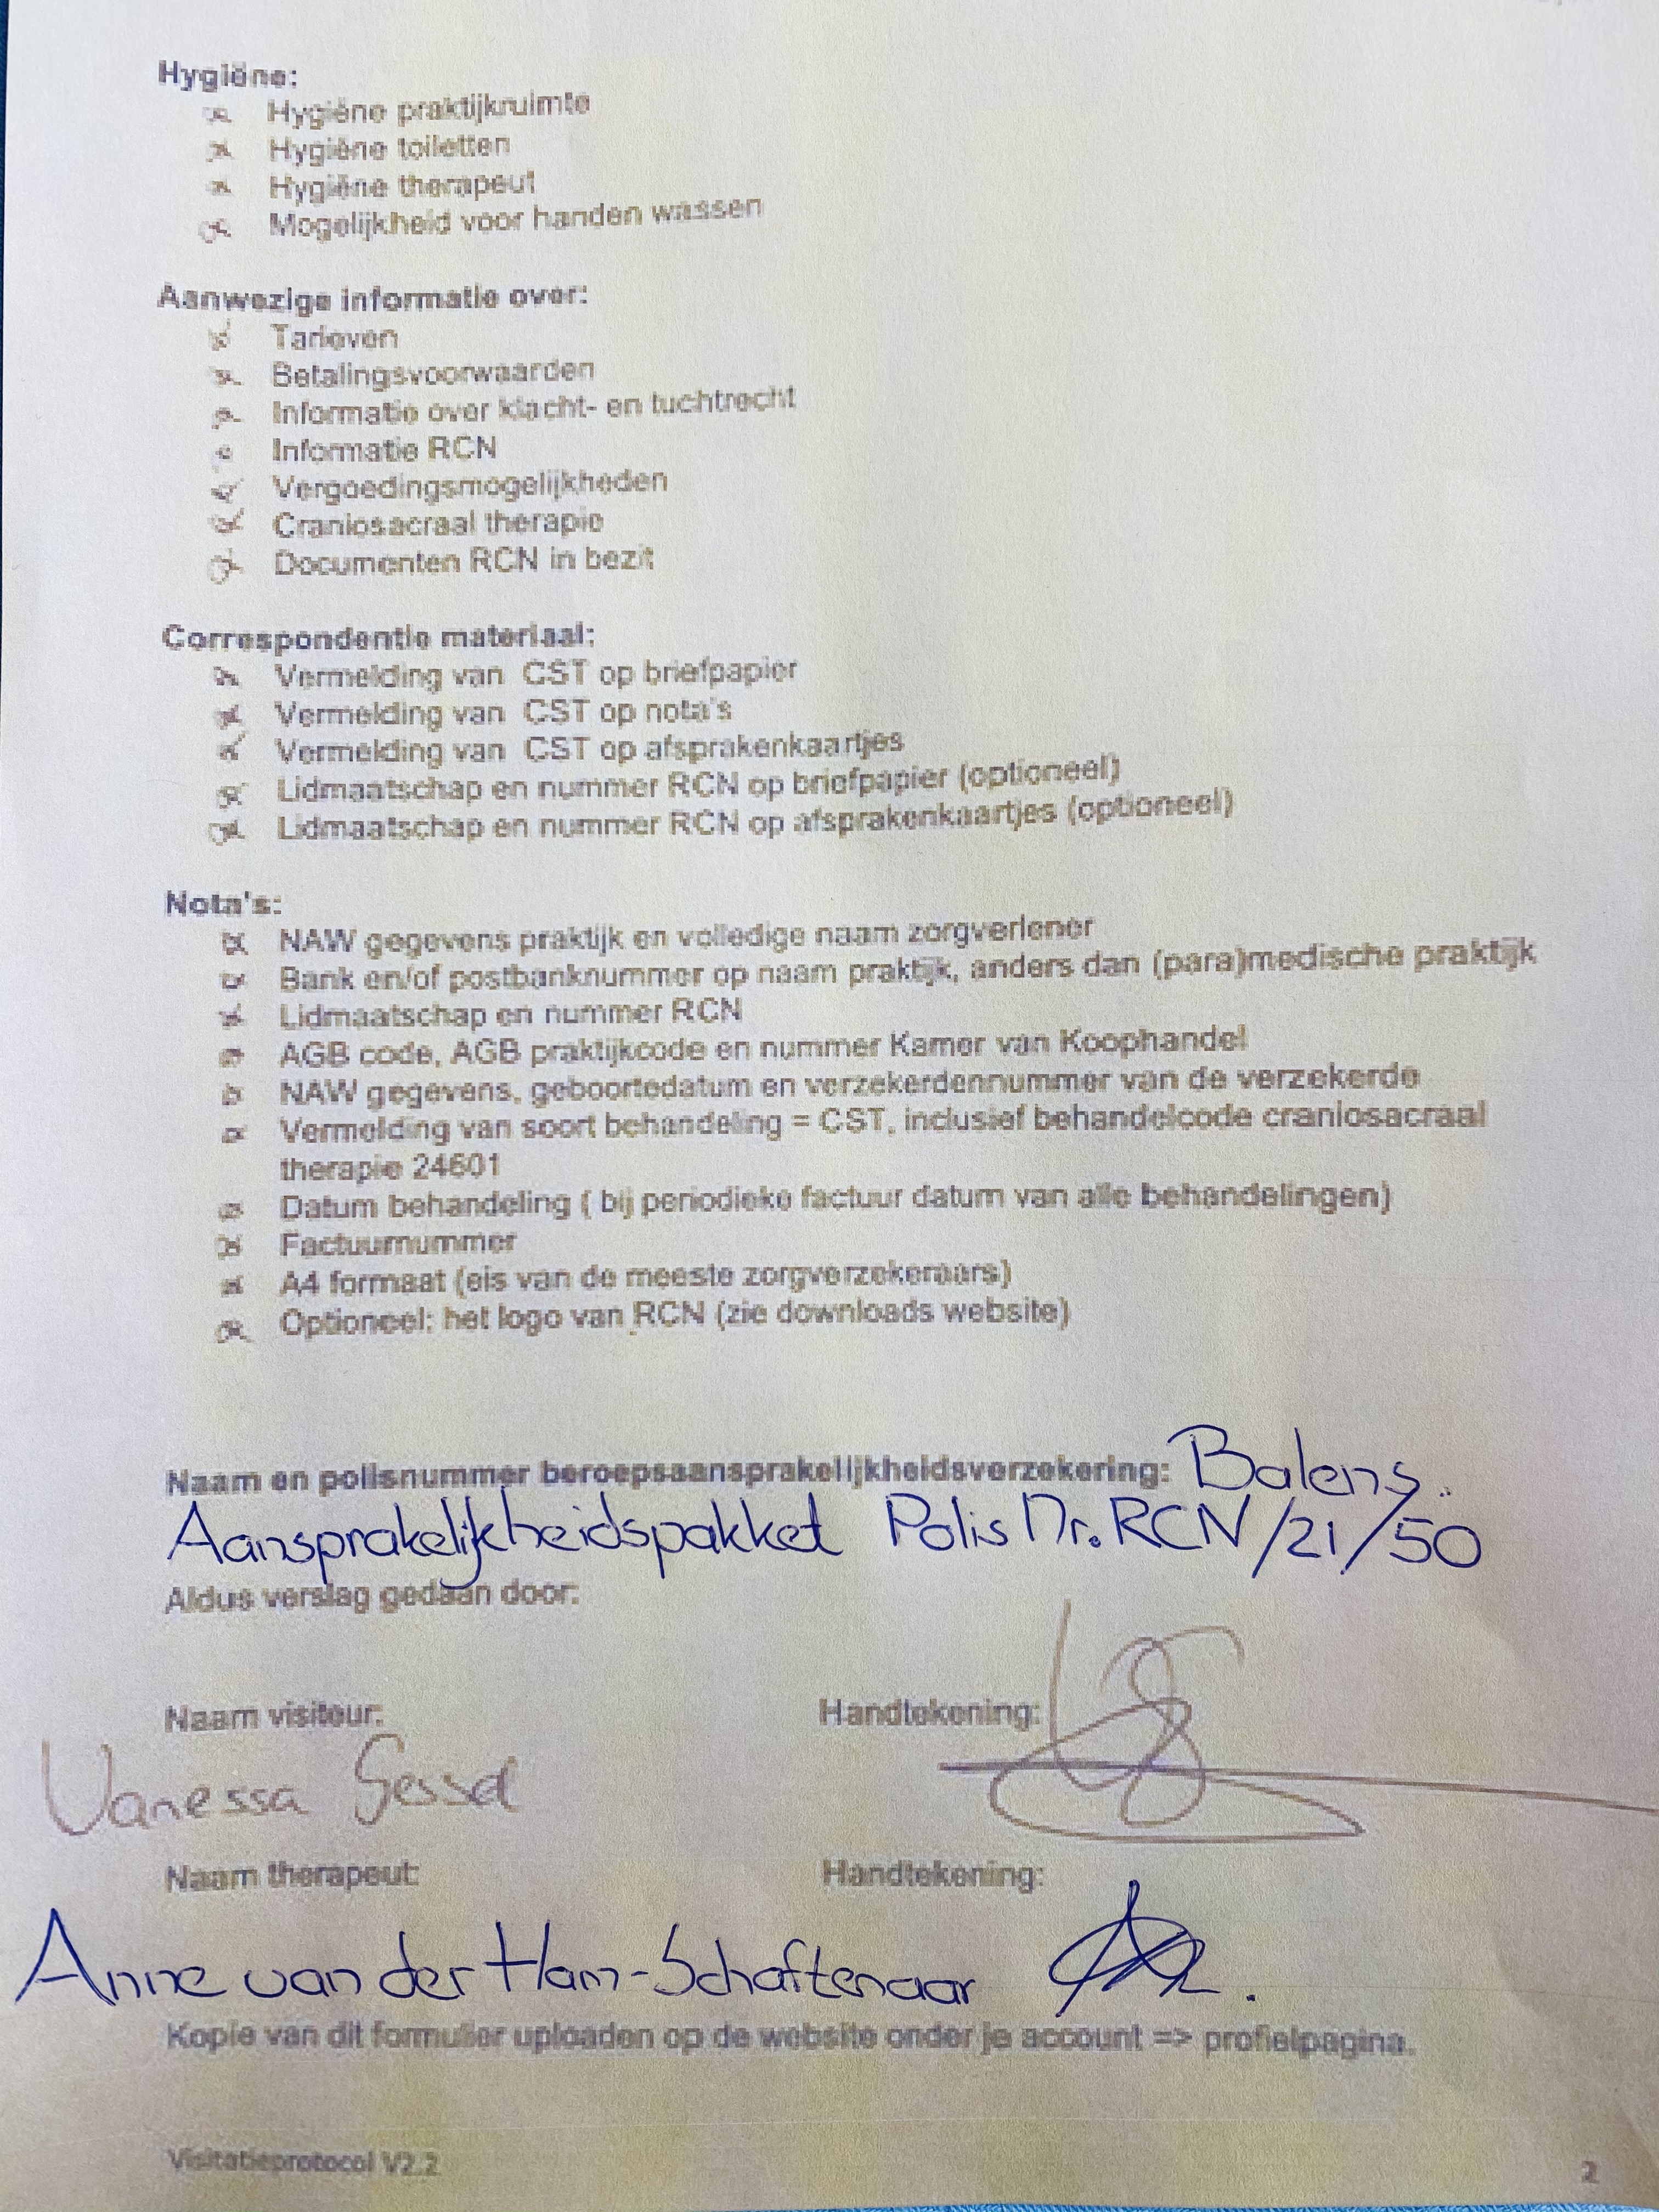 Hygiëne:
Hygiëne praktijkruimte
Hygiëne toiletten
Hygiëne therapeut
Mogelijkheid voor handen wassen
Aanwezige informatie over:
Tarieven
Betalingsvoorwaarden
Informatie over klacht- en tuchtrecht
Informatie RCN
Vergoedingsmogelijkheden
Craniosacraal therapie
Documenten RCN in bezit
Correspondentie materiaal:
Vermelding van CST op briefpapier
Vermelding van CST op nota's
Vermelding van CST op afsprakenkaartjes
Lidmaatschap en nummer RCN op briefpapier (optioneel)
Lidmaatschap en nummer RCN op afsprakenkaartjes (optioneel)
Nota's:
NAW gegevens praktijk en volledige naam zorgverlener
Bank en/of postbanknummer op naam praktijk, anders dan (para)medische praktijk
Lidmaatschap en nummer RCN
AGB code, AGB praktijkcode en nummer Kamer van Koophandel
NAW gegevens, geboortedatum en verzekerdennummer van de verzekerde
Vermelding van soort behandeling = CST, inclusief behandelcode craniosacraal
therapie 24601
Datum behandeling ( bij periodieke factuur datum van alle behandelingen)
Factuurnummer
A4 formaat (eis van de meeste zorgverzekeraars)
Optioneel: het logo van RCN (zie downloads website)
Naam en polisnummer beroepsaansprakelijkheidsverzekering: Balens
Aansprakelijkheidspakket Polis Nr. RCN/21/50
Aldus verslag gedaan door:
Naam visiteur: Handtekening:
Vanessa Gessel
Naam therapeut: Handtekening:
Anne van der Ham-Schaftenaar
Kopie van dit formulier uploaden op de website onder je account => profielpagina.
Visitatieprotocol V2.2 2